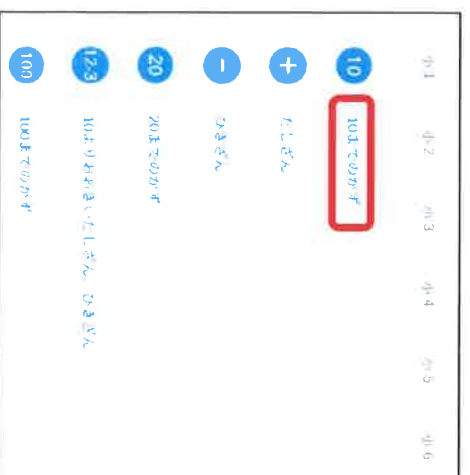 小1 小2 小3 小4 小5 小6
10 10までのかず
+ たしざん
− ひきざん
20 20までのかず
12-3 10よりおおきいたしざん、ひきざん
100 100までのかず